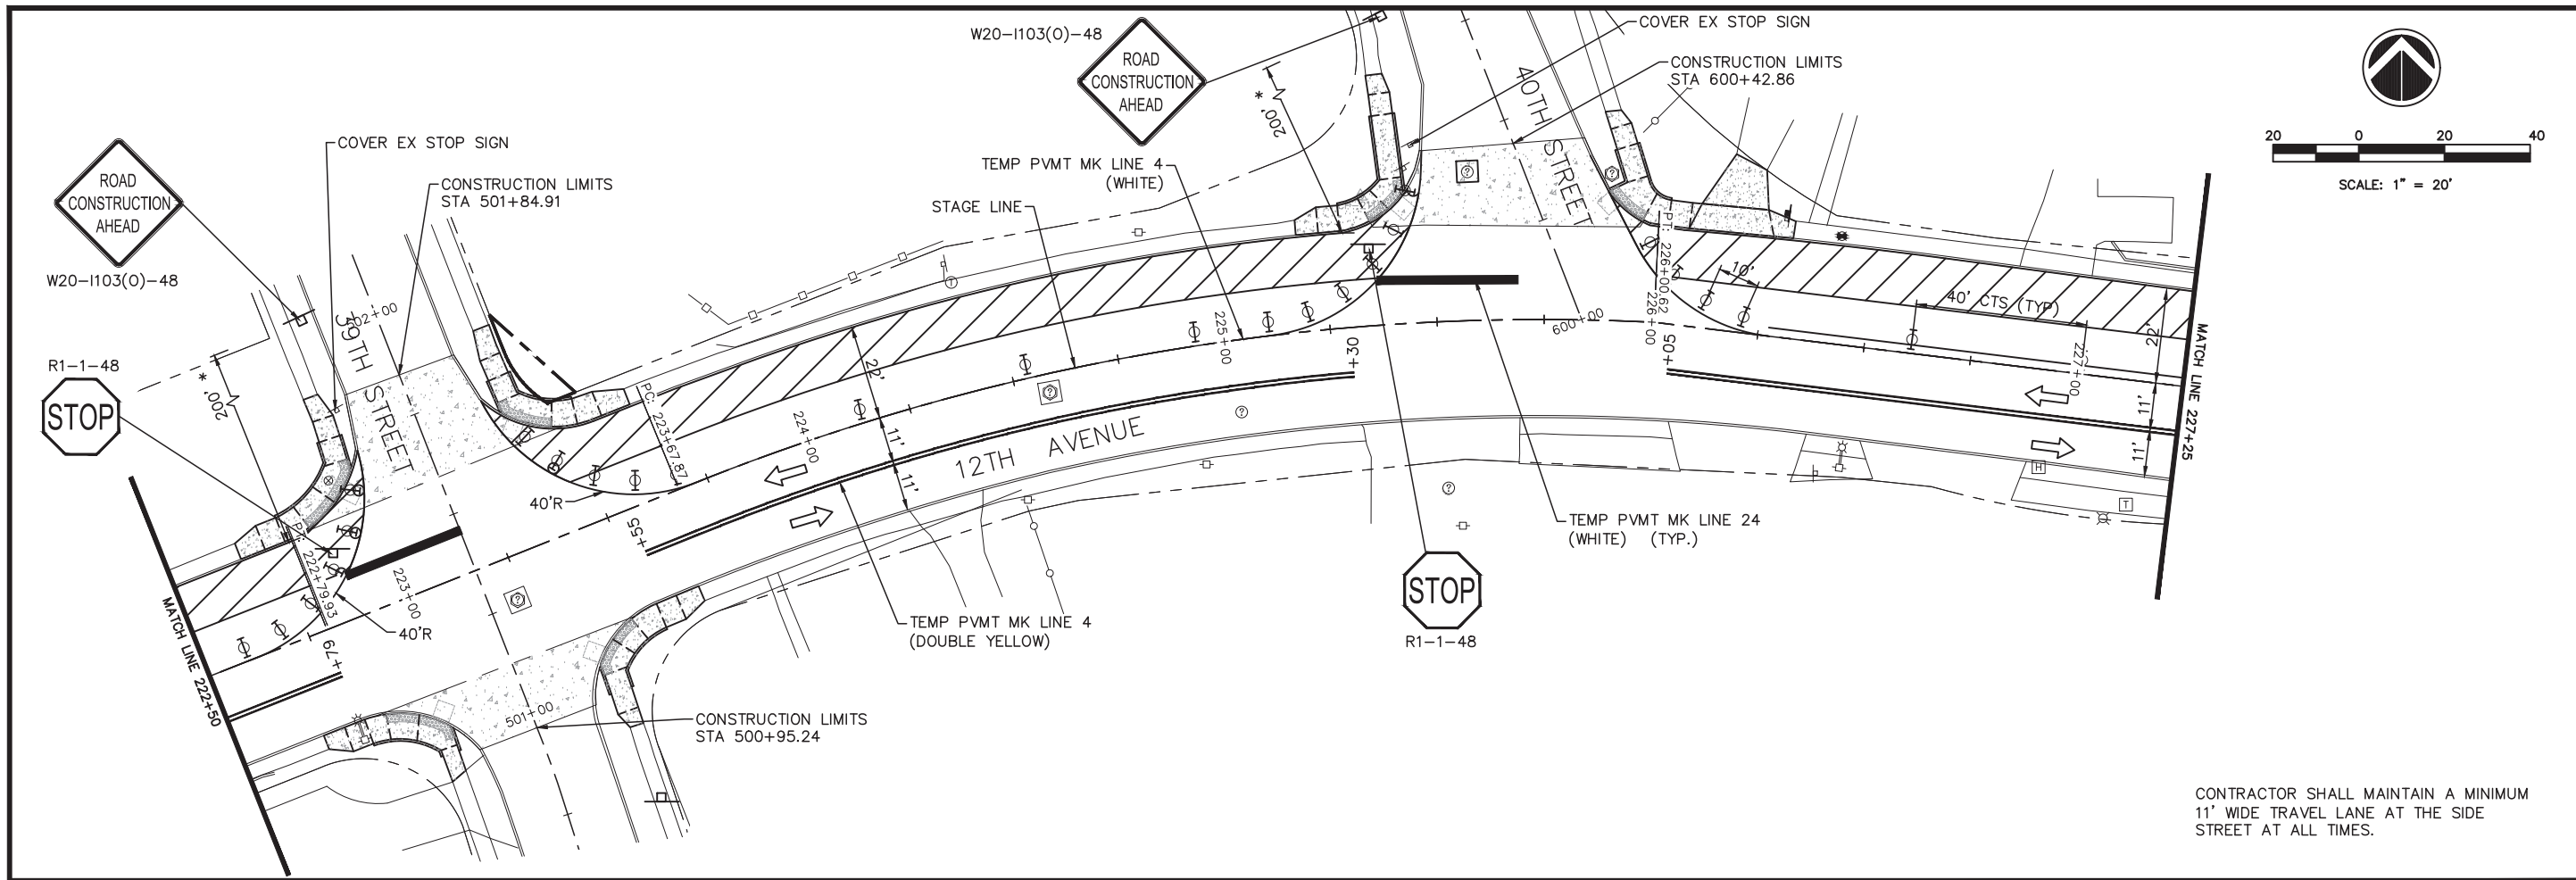 W20-I103(O)-48
ROAD
CONSTRUCTION
AHEAD
COVER EX STOP SIGN
CONSTRUCTION LIMITS
STA 600+42.86
40TH STREET
200' *
20 0 20 40
SCALE: 1" = 20'
ROAD
CONSTRUCTION
AHEAD
W20-I103(O)-48
COVER EX STOP SIGN
CONSTRUCTION LIMITS
STA 501+84.91
TEMP PVMT MK LINE 4
(WHITE)
STAGE LINE
502+00
39TH STREET
200' *
R1-1-48
STOP
PT: 222+79.93
223+00
40'R
+79
MATCH LINE 222+50
40'R
+55
PC: 223+67.87
224+00
22'
11'
11'
12TH AVENUE
225+00
+30
600+00
PT: 226+00.62
226+00
+50
10'
40' CTS (TYP)
227+00
22'
11'
11'
MATCH LINE 227+25
TEMP PVMT MK LINE 24
(WHITE) (TYP.)
STOP
R1-1-48
TEMP PVMT MK LINE 4
(DOUBLE YELLOW)
501+00
CONSTRUCTION LIMITS
STA 500+95.24
T
H
T
CONTRACTOR SHALL MAINTAIN A MINIMUM
11' WIDE TRAVEL LANE AT THE SIDE
STREET AT ALL TIMES.